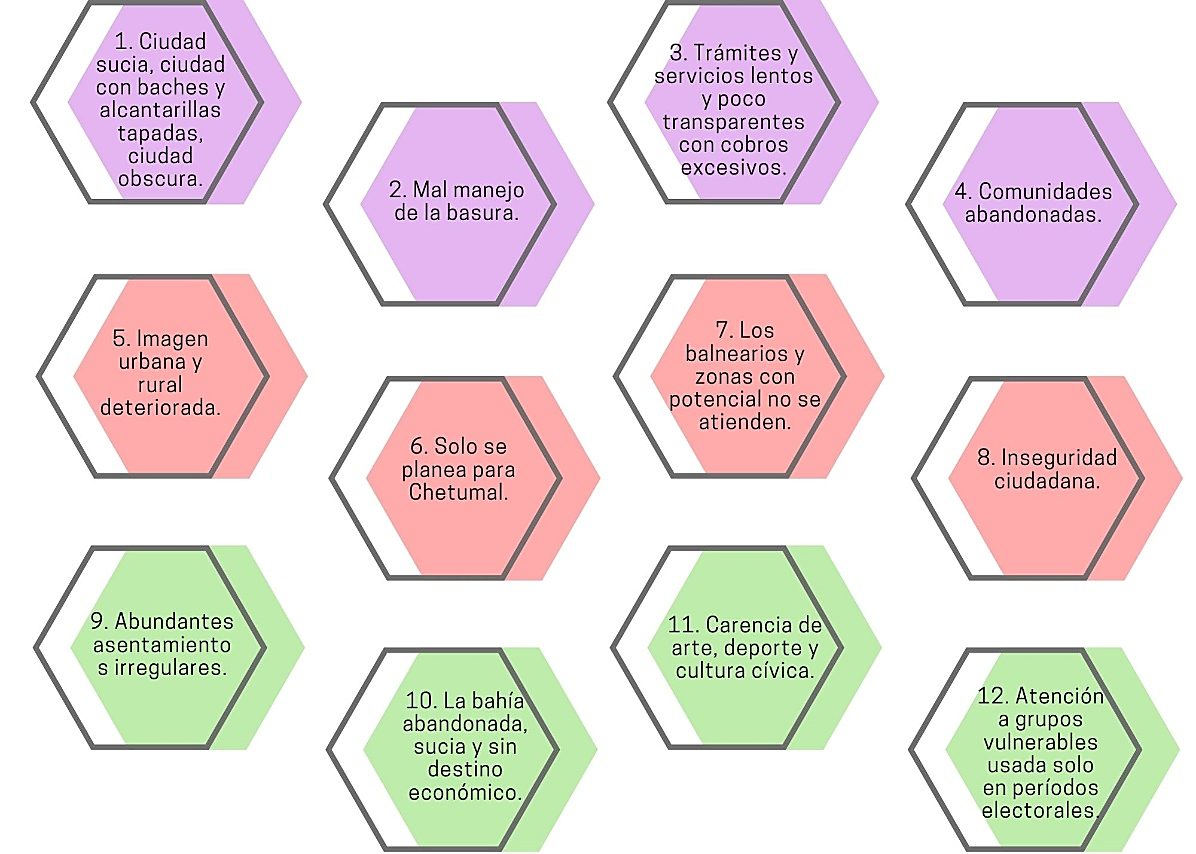 1. Ciudad
sucia, ciudad
con baches y
alcantarillas
tapadas,
ciudad
obscura.
2. Mal manejo
de la basura.
3. Trámites y
servicios lentos
y poco
transparentes
con cobros
excesivos.
4. Comunidades
abandonadas.
5. Imagen
urbana y
rural
deteriorada.
6. Solo se
planea para
Chetumal.
7. Los
balnearios y
zonas con
potencial no se
atienden.
8. Inseguridad
ciudadana.
9. Abundantes
asentamiento
s irregulares.
10. La bahía
abandonada,
sucia y sin
destino
económico.
11. Carencia de
arte, deporte y
cultura cívica.
12. Atención
a grupos
vulnerables
usada solo
en períodos
electorales.